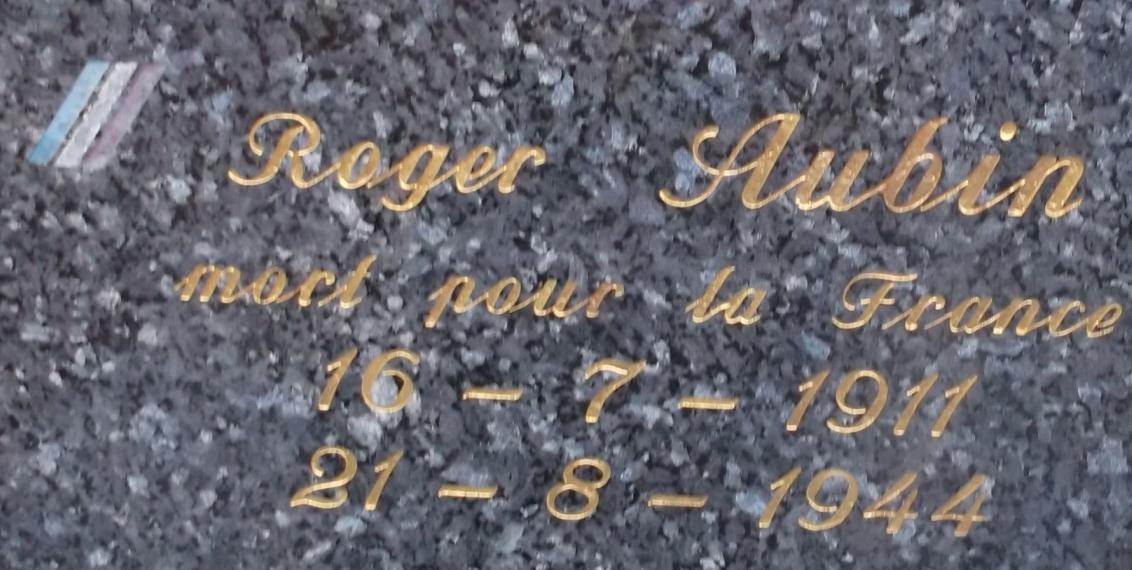 Roger Aubin
mort pour la France
16 - 7 - 1911
21 - 8 - 1944